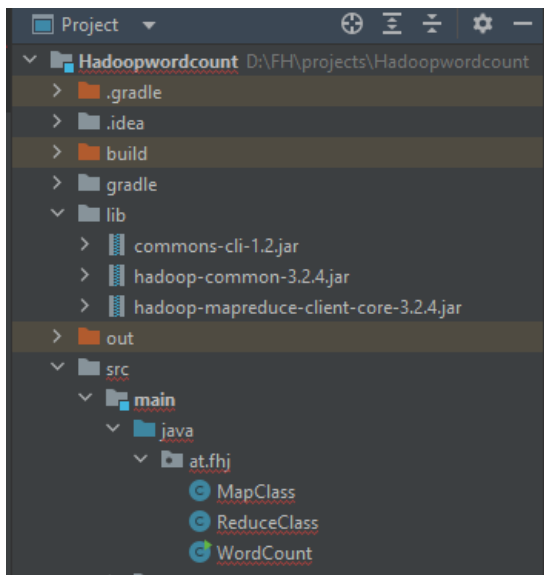 Project
Hadoopwordcount D:\FH\projects\Hadoopwordcount
.gradle
.idea
build
gradle
lib
commons-cli-1.2.jar
hadoop-common-3.2.4.jar
hadoop-mapreduce-client-core-3.2.4.jar
out
src
main
java
at.fhj
C MapClass
C ReduceClass
C WordCount